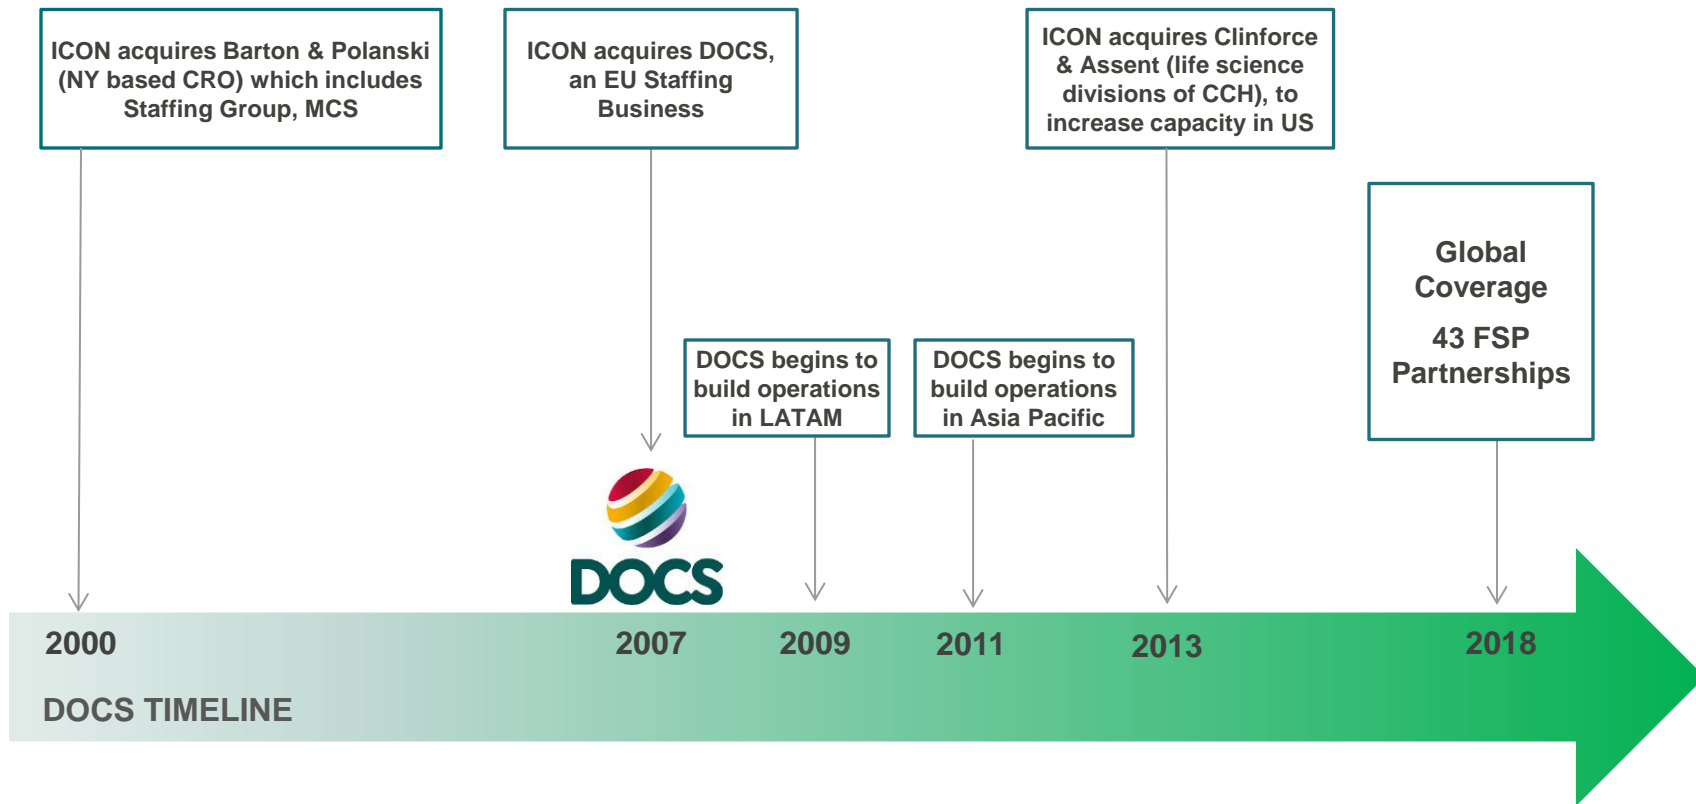 ICON acquires Barton & Polanski
(NY based CRO) which includes
Staffing Group, MCS
ICON acquires DOCS,
an EU Staffing
Business
ICON acquires Clinforce
& Assent (life science
divisions of CCH), to
increase capacity in US
Global
Coverage
43 FSP
Partnerships
DOCS begins to
build operations
in LATAM
DOCS begins to
build operations
in Asia Pacific
DOCS
2000
2007
2009
2011
2013
2018
DOCS TIMELINE